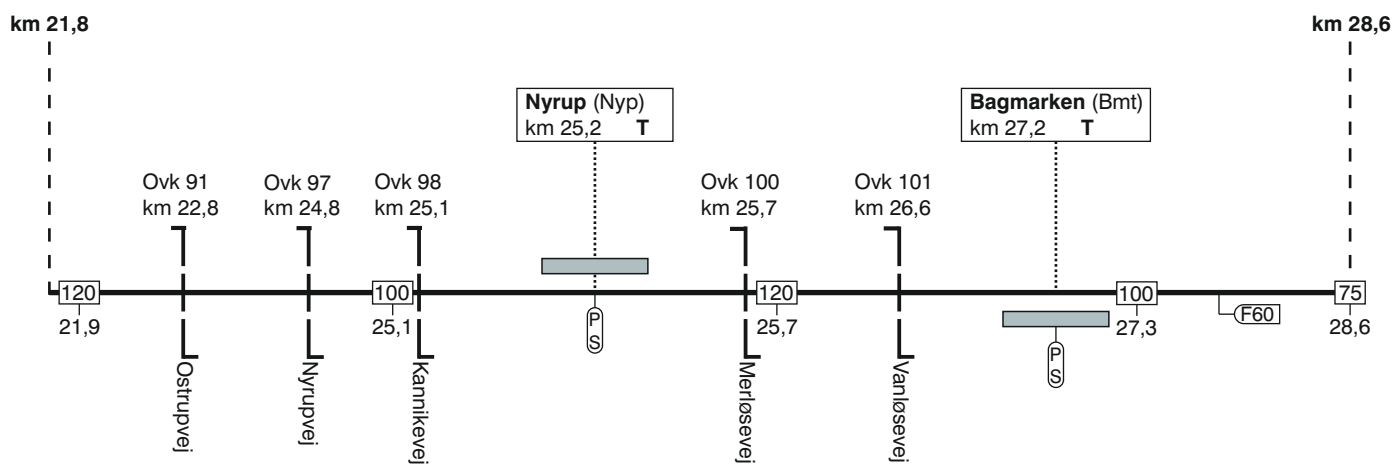 km 21,8
km 28,6
Nyrup (Nyp)
km 25,2 T
Bagmarken (Bmt)
km 27,2 T
Ovk 91
km 22,8
Ovk 97
km 24,8
Ovk 98
km 25,1
Ovk 100
km 25,7
Ovk 101
km 26,6
120
21,9
100
25,1
120
25,7
100
27,3
F60
75
28,6
P
S
P
S
Ostrupvej
Nyrupvej
Kannikevej
Merløsevej
Vanløsevej